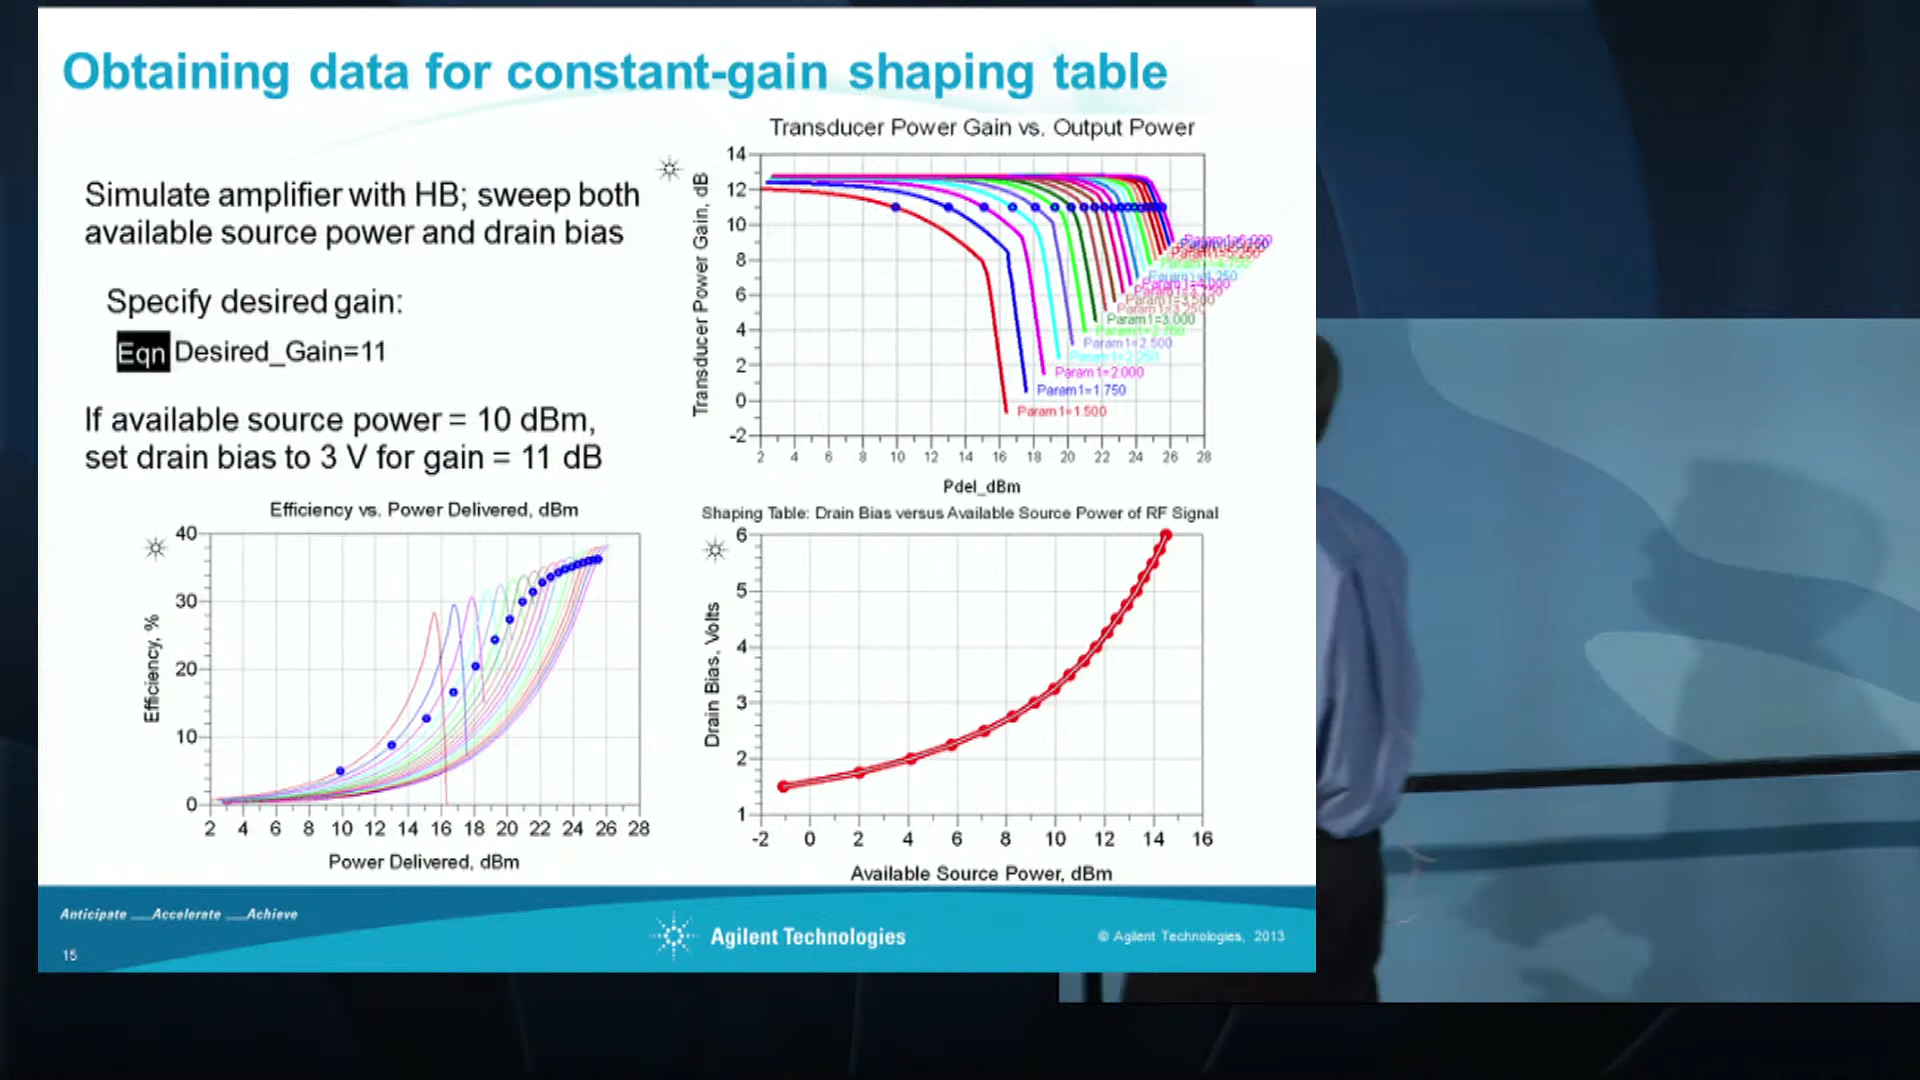 Obtaining data for constant-gain shaping table
Simulate amplifier with HB; sweep both
available source power and drain bias
Specify desired gain:
Eqn Desired_Gain=11
If available source power = 10 dBm,
set drain bias to 3 V for gain = 11 dB
Transducer Power Gain vs. Output Power
Transducer Power Gain, dB
14
12
10
8
6
4
2
0
-2
Param1=3.000
Param1=2.500
Param1=2.000
Param1=1.750
Param1=1.500
2 4 6 8 10 12 14 16 18 20 22 24 26 28
Pdel_dBm
Efficiency vs. Power Delivered, dBm
Efficiency, %
40
30
20
10
0
2 4 6 8 10 12 14 16 18 20 22 24 26 28
Power Delivered, dBm
Shaping Table: Drain Bias versus Available Source Power of RF Signal
Drain Bias, Volts
6
5
4
3
2
1
-2 0 2 4 6 8 10 12 14 16
Available Source Power, dBm
Anticipate __Accelerate __Achieve
Agilent Technologies
© Agilent Technologies, 2013
15